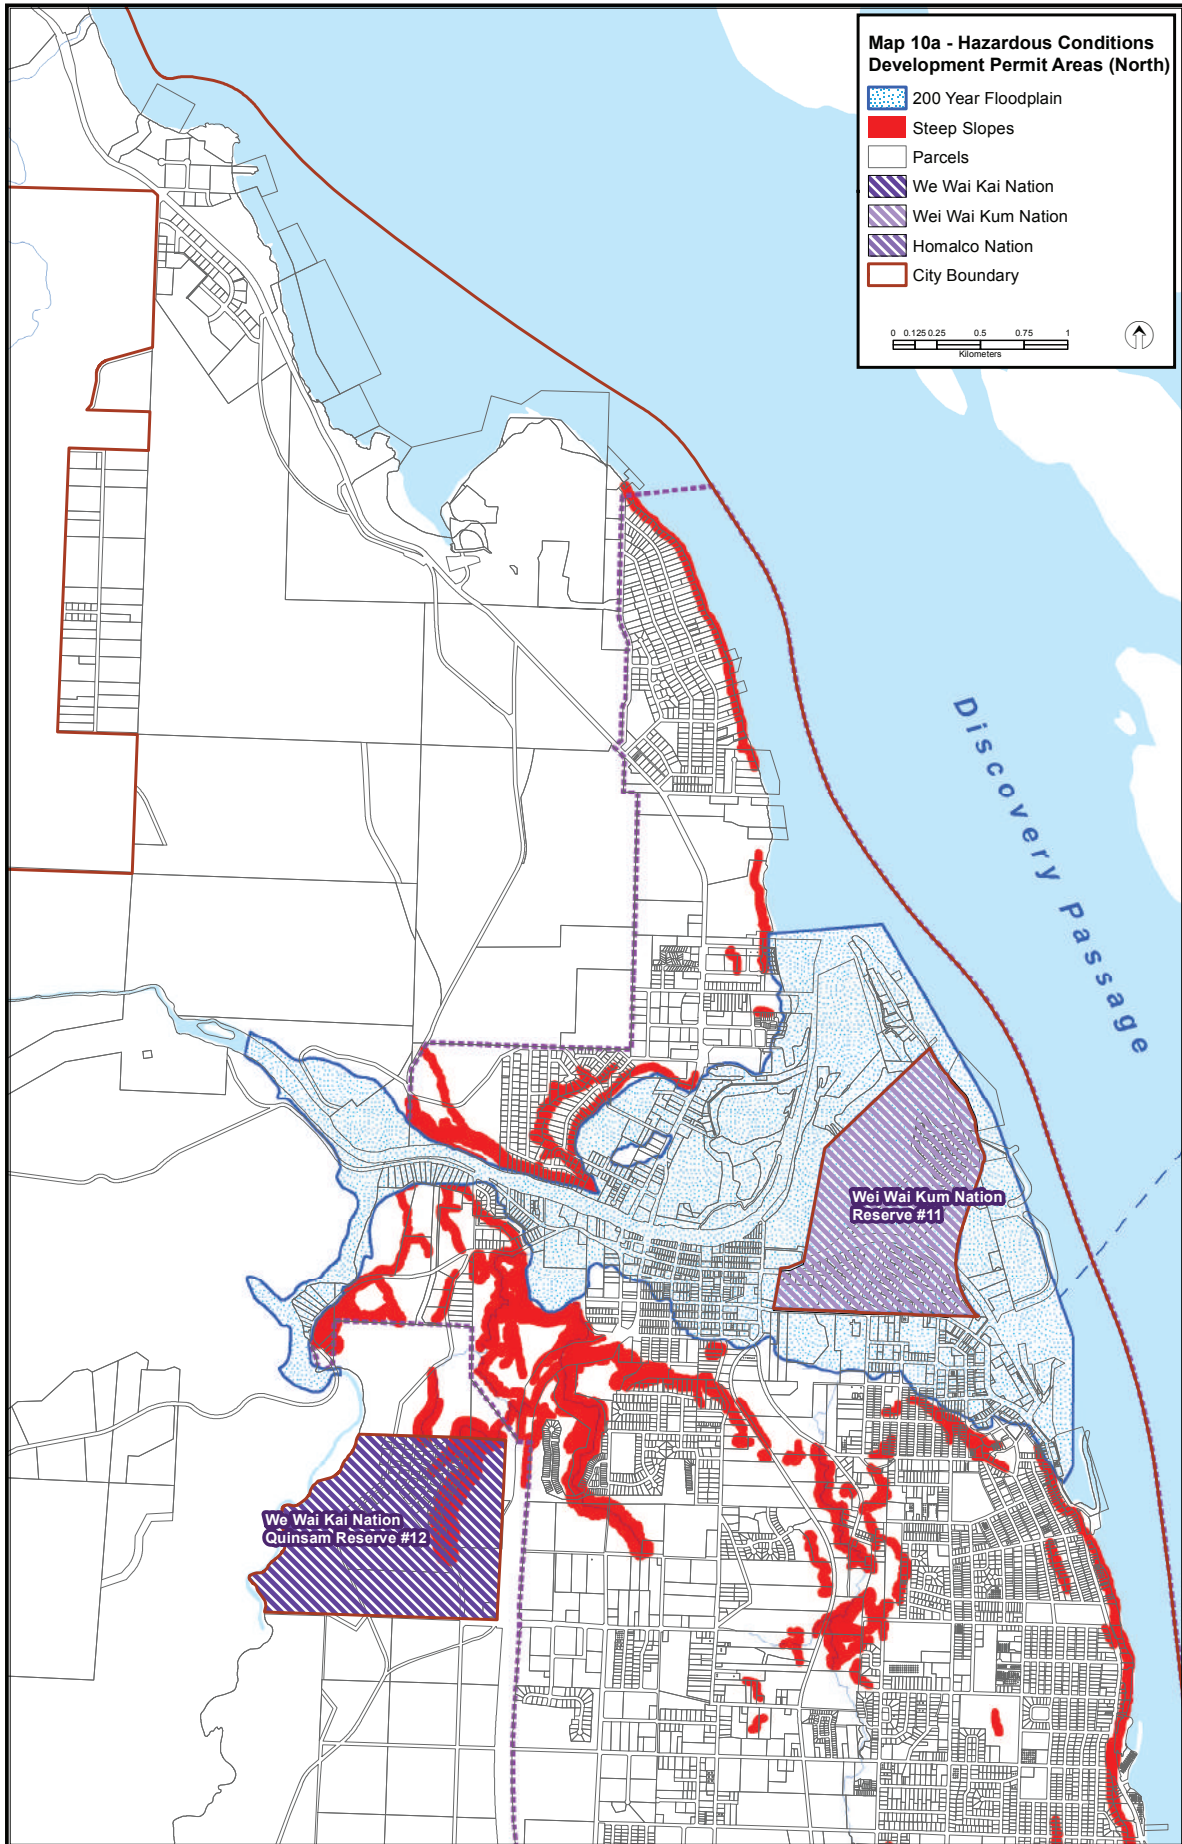 Map 10a - Hazardous Conditions
Development Permit Areas (North)
200 Year Floodplain
Steep Slopes
Parcels
We Wai Kai Nation
Wei Wai Kum Nation
Homalco Nation
City Boundary
0 0.125 0.25 0.5 0.75 1
Kilometers
Discovery Passage
Wei Wai Kum Nation
Reserve #11
We Wai Kai Nation
Quinsam Reserve #12